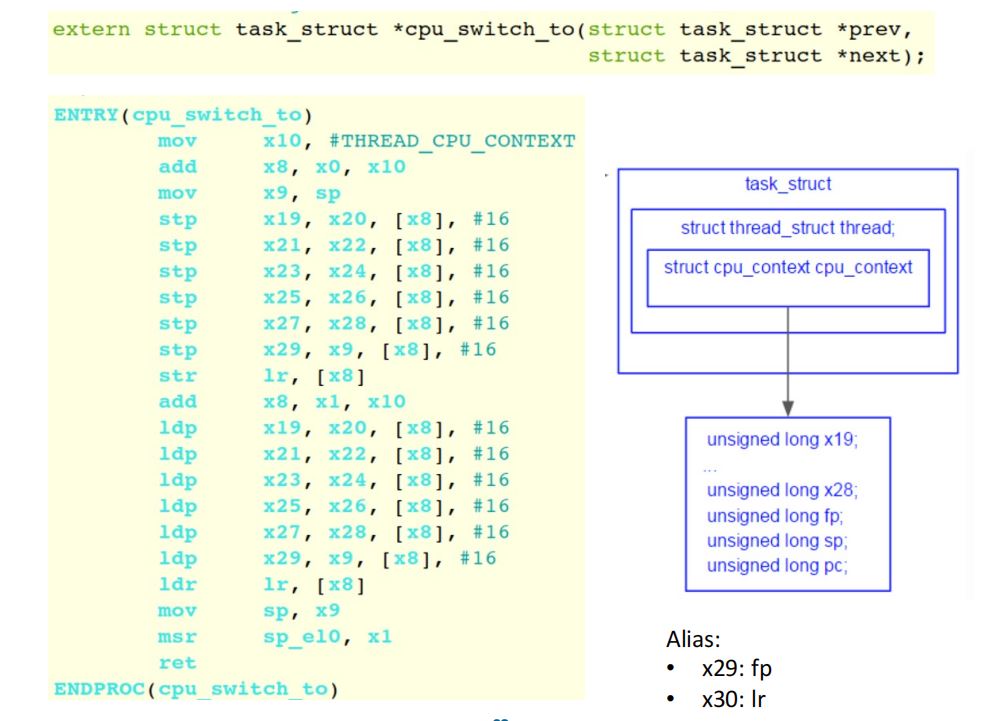 extern struct task_struct *cpu_switch_to(struct task_struct *prev,
struct task_struct *next);
ENTRY(cpu_switch_to)
mov x10, #THREAD_CPU_CONTEXT
add x8, x0, x10
mov x9, sp
stp x19, x20, [x8], #16
stp x21, x22, [x8], #16
stp x23, x24, [x8], #16
stp x25, x26, [x8], #16
stp x27, x28, [x8], #16
stp x29, x9, [x8], #16
str lr, [x8]
add x8, x1, x10
ldp x19, x20, [x8], #16
ldp x21, x22, [x8], #16
ldp x23, x24, [x8], #16
ldp x25, x26, [x8], #16
ldp x27, x28, [x8], #16
ldp x29, x9, [x8], #16
ldr lr, [x8]
mov sp, x9
msr sp_el0, x1
ret
ENDPROC(cpu_switch_to)
task_struct
struct thread_struct thread;
struct cpu_context cpu_context
unsigned long x19;
...
unsigned long x28;
unsigned long fp;
unsigned long sp;
unsigned long pc;
Alias:
• x29: fp
• x30: lr